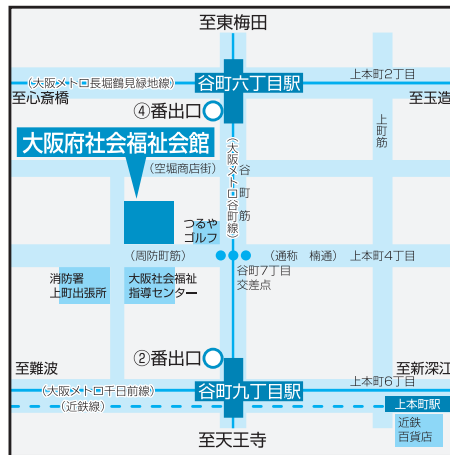 至東梅田
上本町2丁目
(大阪メトロ長堀鶴見緑地線)
谷町六丁目駅
至心斎橋
至玉造
④番出口
上町筋
大阪府社会福祉会館
(大阪メトロ谷町線)
谷町筋
(空堀商店街)
つるや
ゴルフ
(周防町筋)
(通称 楠通)
上本町4丁目
谷町7丁目
交差点
消防署
上町出張所
大阪社会福祉
指導センター
②番出口
至難波
至新深江
上本町6丁目
(大阪メトロ千日前線)
谷町九丁目駅
(近鉄線)
上本町駅
近鉄
百貨店
至天王寺